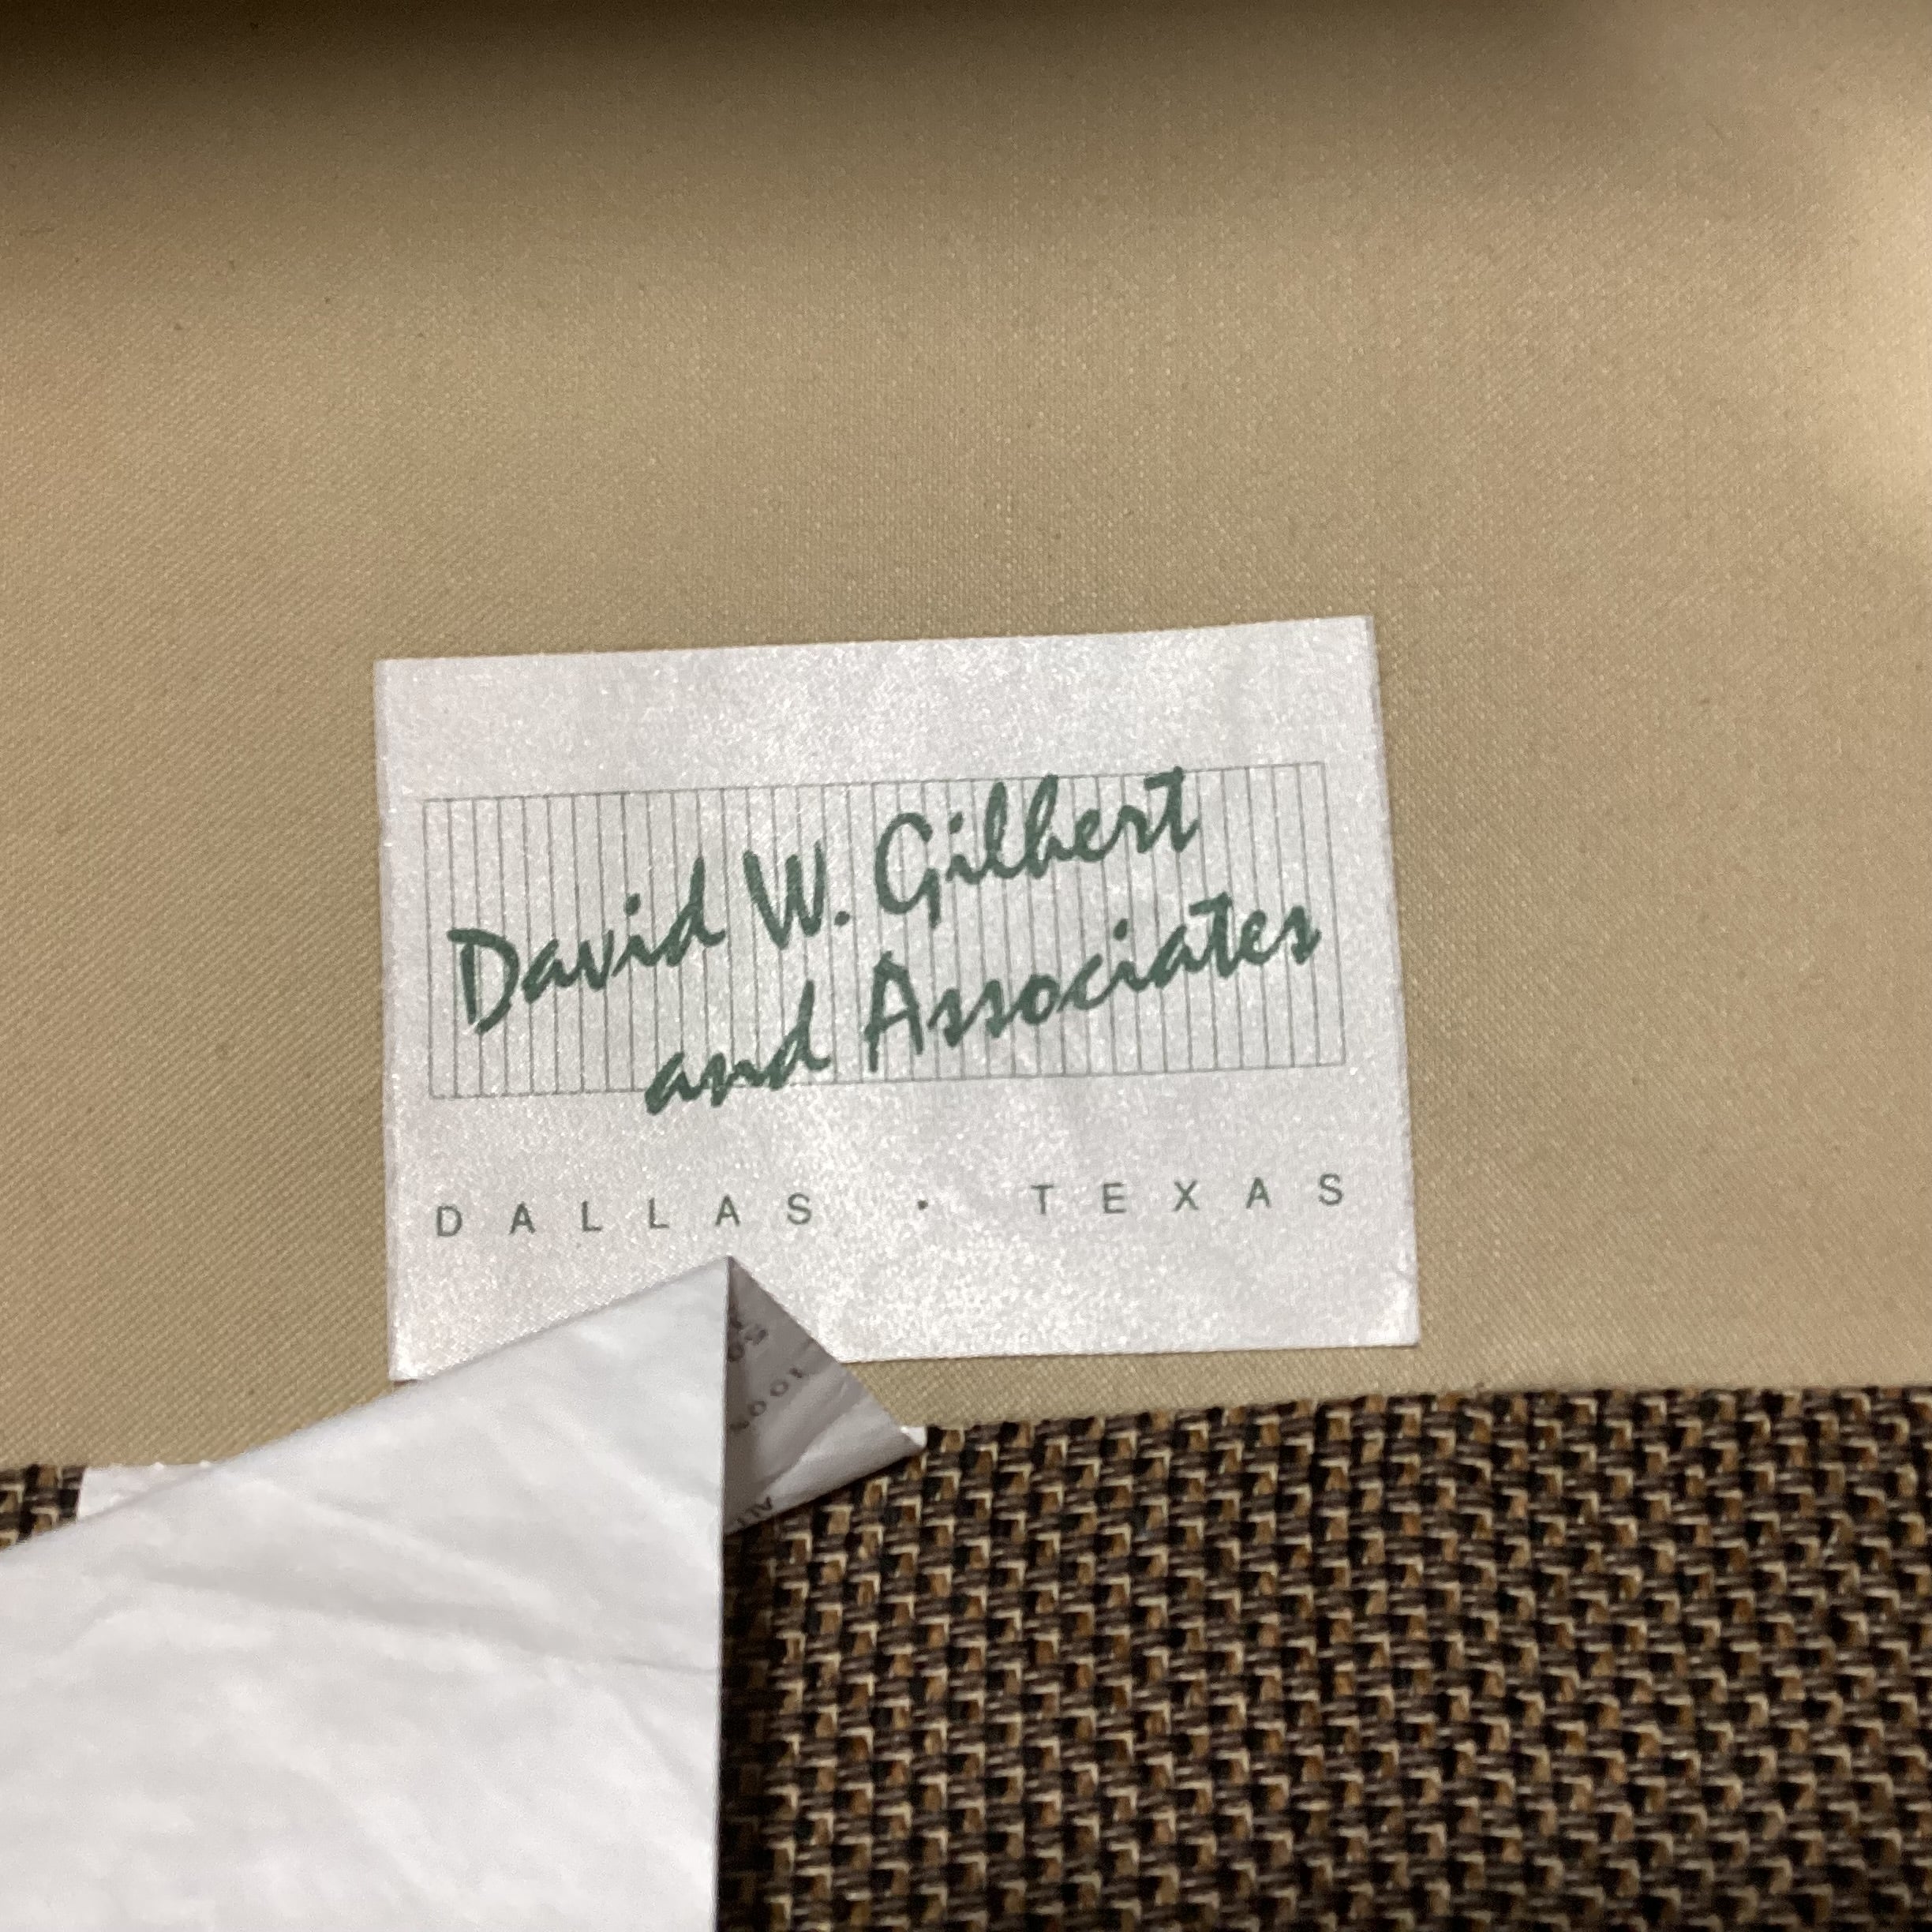 David W. Gilbert
and Associates
DALLAS · TEXAS